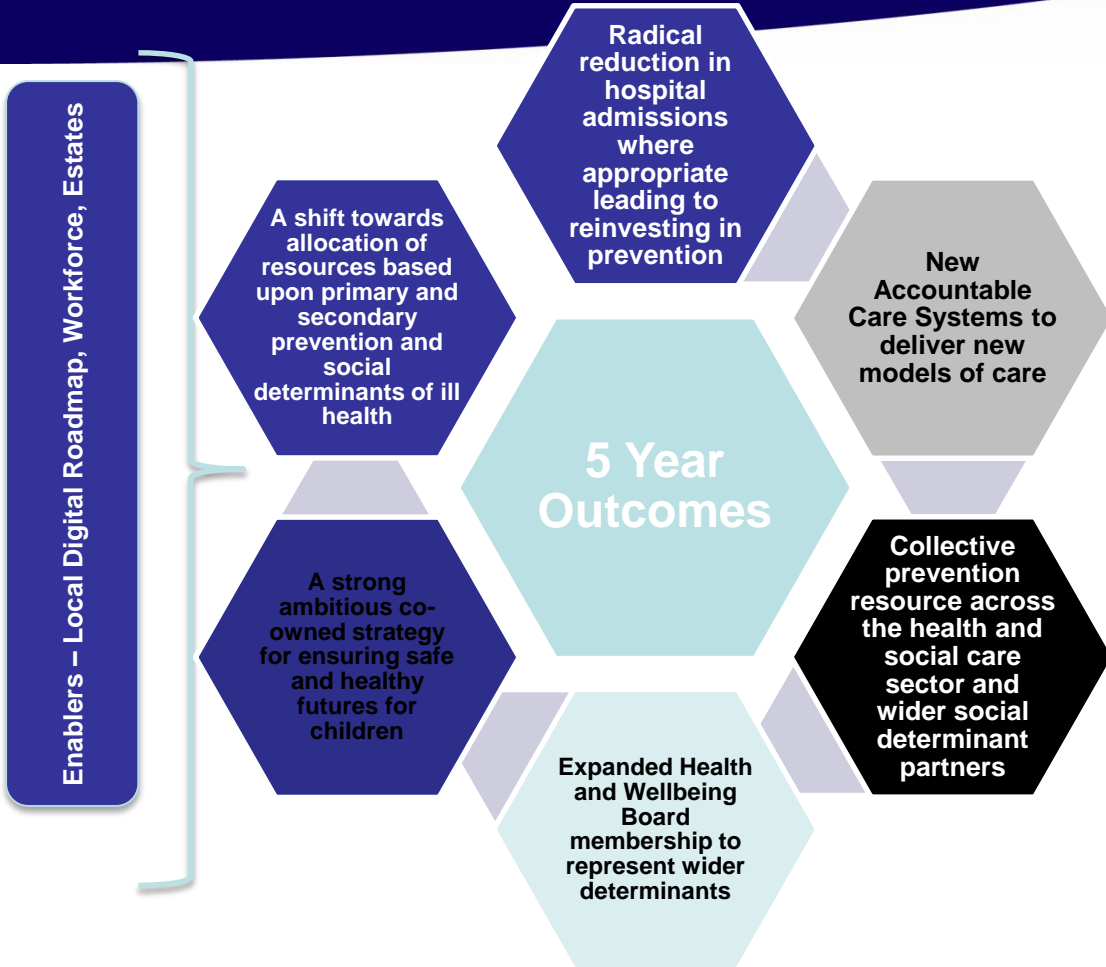 Enablers – Local Digital Roadmap, Workforce, Estates
Radical
reduction in
hospital
admissions
where
appropriate
leading to
reinvesting in
prevention
A shift towards
allocation of
resources based
upon primary and
secondary
prevention and
social
determinants of ill
health
New
Accountable
Care Systems to
deliver new
models of care
5 Year
Outcomes
A strong
ambitious co-
owned strategy
for ensuring safe
and healthy
futures for
children
Collective
prevention
resource across
the health and
social care
sector and
wider social
determinant
partners
Expanded Health
and Wellbeing
Board
membership to
represent wider
determinants